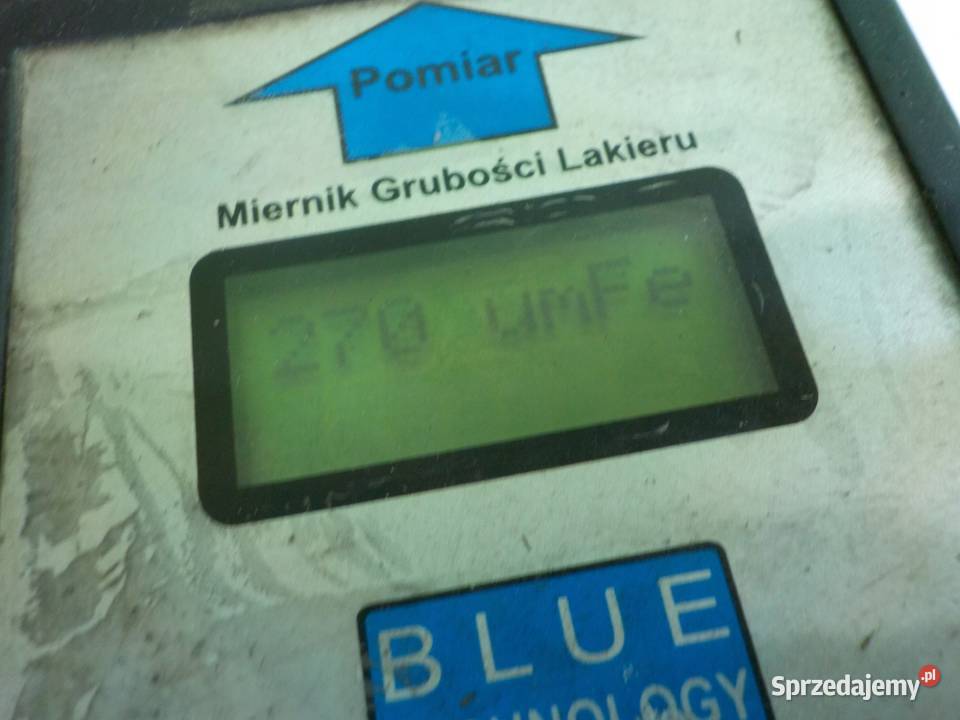 Pomiar
Miernik Grubości Lakieru
270 umFe
BLUE
Sprzedajemy.pl